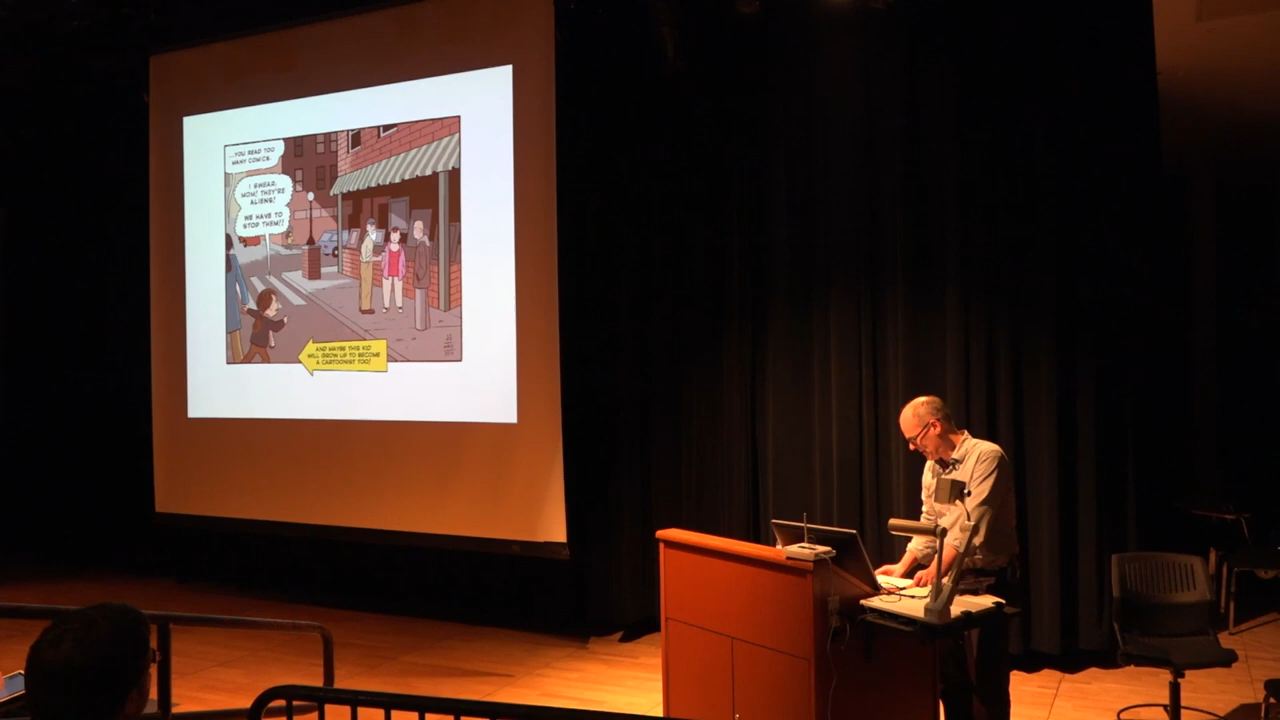 ...YOU READ TOO
MANY COMICS.
I SWEAR,
MOM! THEY'RE
ALIENS!
WE HAVE TO
STOP THEM!!
AND MAYBE THIS KID
WILL GROW UP TO BECOME
A CARTOONIST TOO!